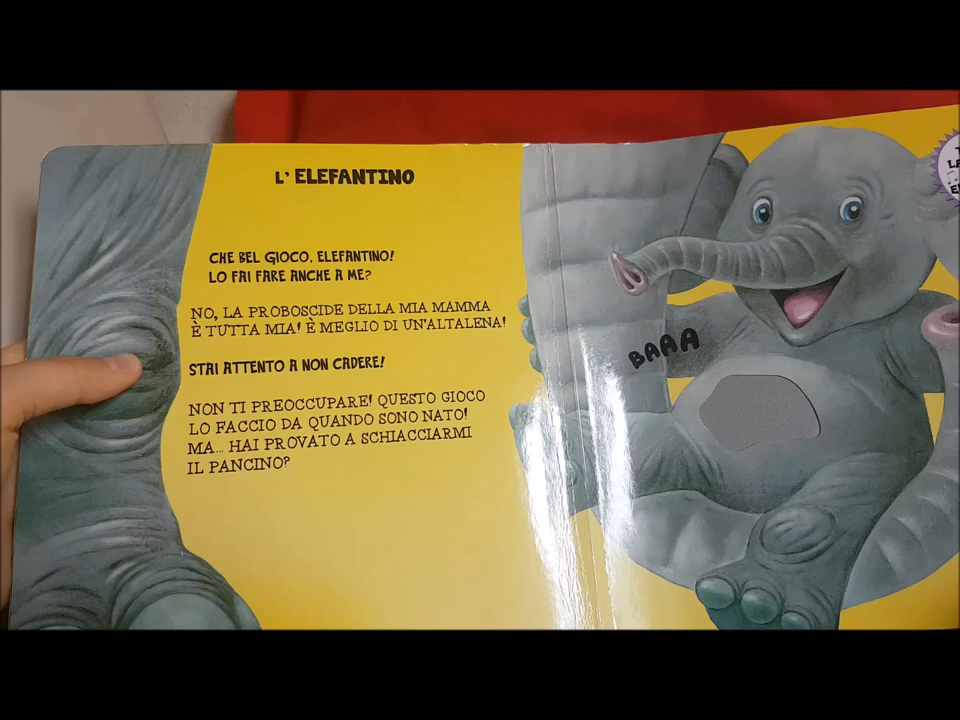 L' ELEFANTINO
CHE BEL GIOCO, ELEFANTINO!
LO FAI FARE ANCHE A ME?
NO, LA PROBOSCIDE DELLA MIA MAMMA
È TUTTA MIA! È MEGLIO DI UN'ALTALENA!
STAI ATTENTO A NON CADERE!
NON TI PREOCCUPARE! QUESTO GIOCO
LO FACCIO DA QUANDO SONO NATO!
MA... HAI PROVATO A SCHIACCIARMI
IL PANCINO?
BAAA